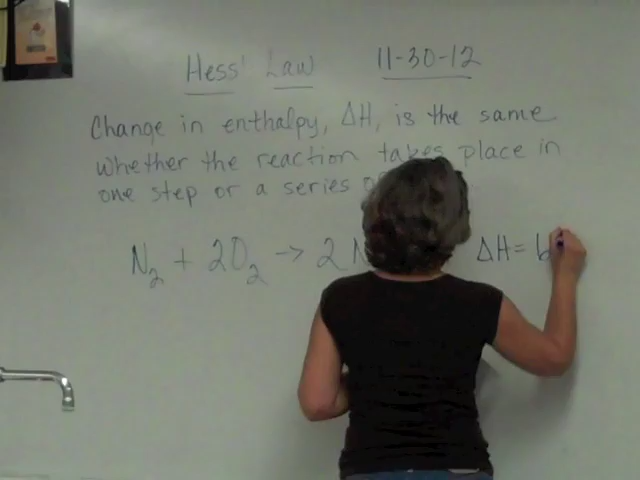 Hess' Law 11-30-12
Change in enthalpy, ΔH, is the same
whether the reaction takes place in
one step or a series
N₂ + 2O₂ → 2 N ΔH = 6